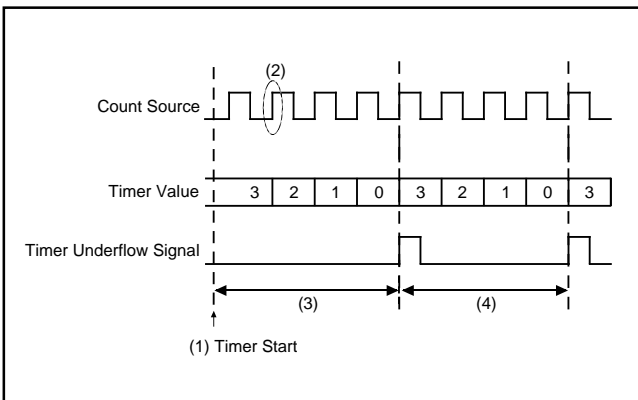 (2)
Count Source
Timer Value 3 2 1 0 3 2 1 0 3
Timer Underflow Signal
(3) (4)
(1) Timer Start